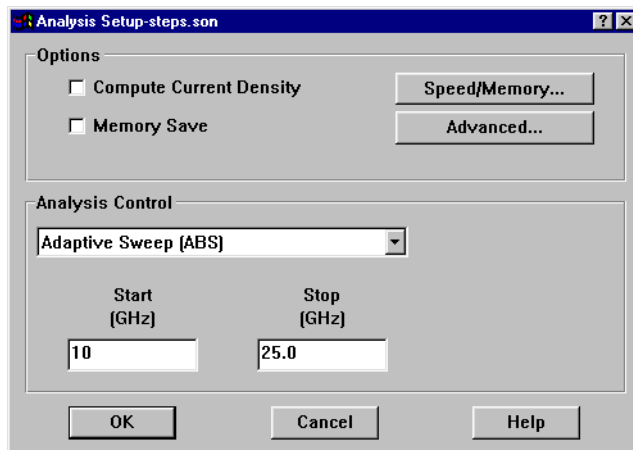 Analysis Setup-steps.son
Options
Compute Current Density
Speed/Memory...
Memory Save
Advanced...
Analysis Control
Adaptive Sweep (ABS)
Start
(GHz)
Stop
(GHz)
10
25.0
OK
Cancel
Help